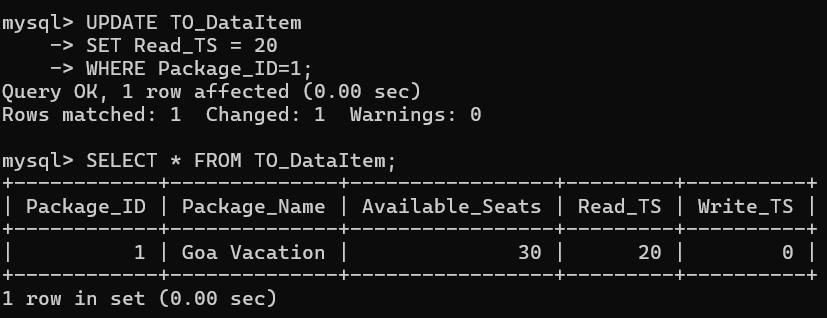 mysql> UPDATE TO_DataItem
    -> SET Read_TS = 20
    -> WHERE Package_ID=1;
Query OK, 1 row affected (0.00 sec)
Rows matched: 1  Changed: 1  Warnings: 0

mysql> SELECT * FROM TO_DataItem;
+------------+--------------+-----------------+---------+----------+
| Package_ID | Package_Name | Available_Seats | Read_TS | Write_TS |
+------------+--------------+-----------------+---------+----------+
|          1 | Goa Vacation |              30 |      20 |        0 |
+------------+--------------+-----------------+---------+----------+
1 row in set (0.00 sec)